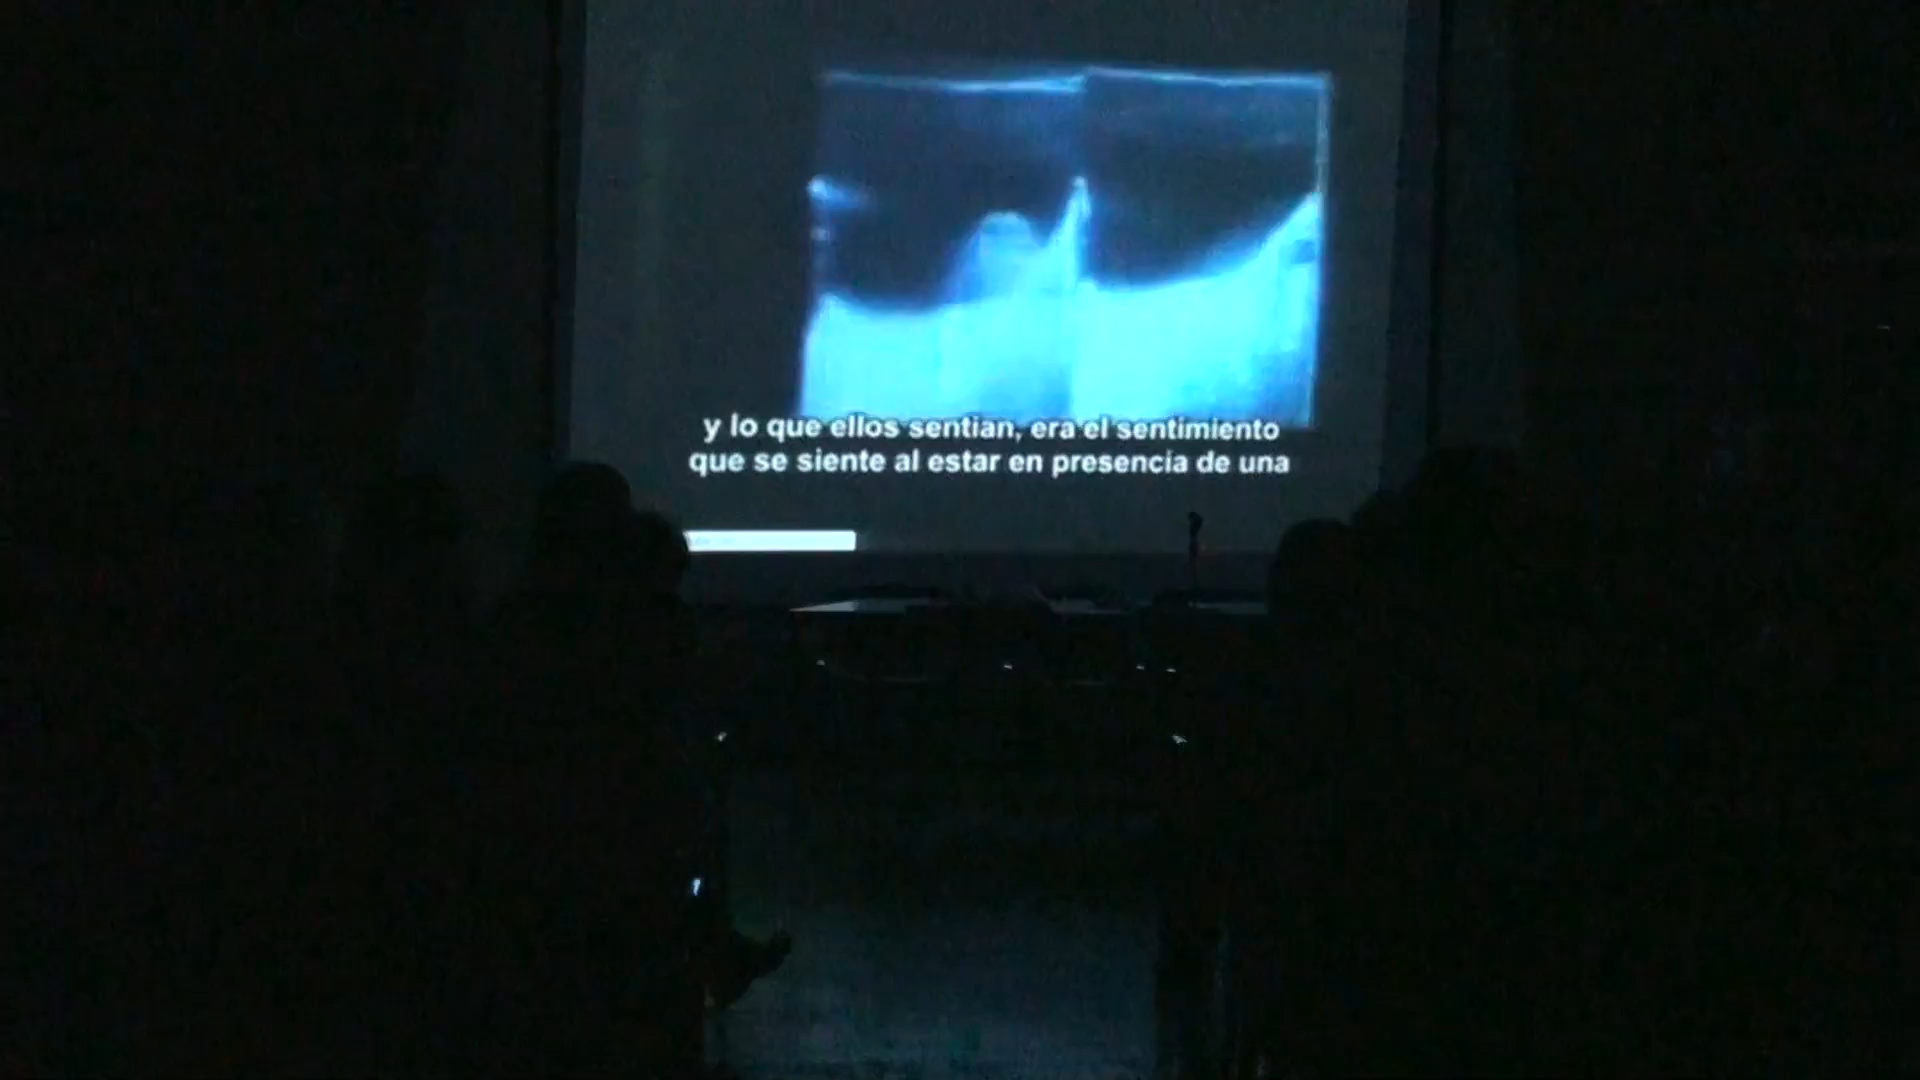 y lo que ellos sentian, era el sentimiento
que se siente al estar en presencia de una